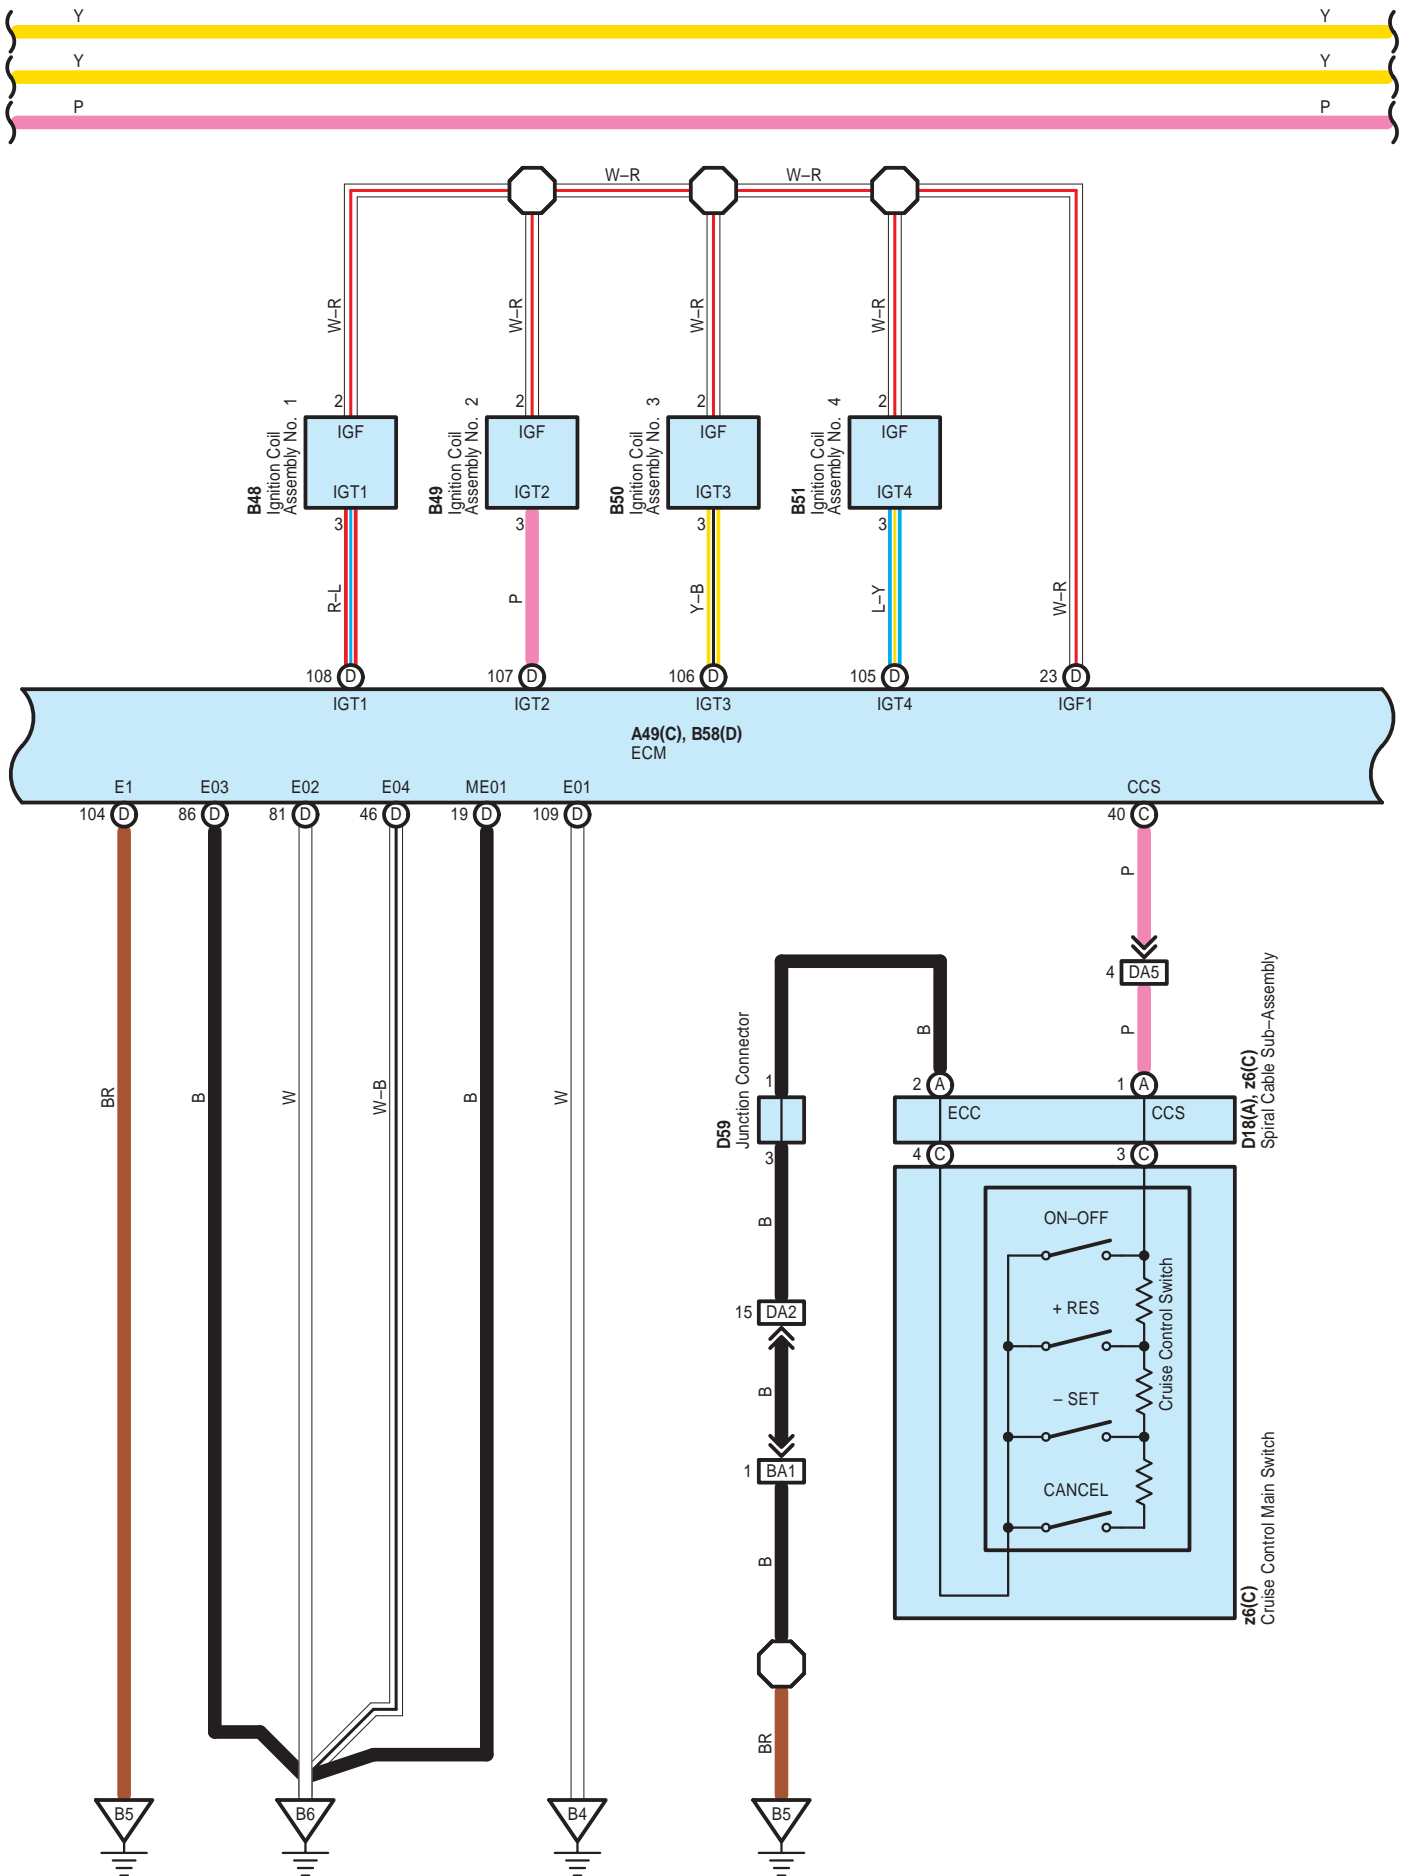 Y Y
Y Y
P P
W–R W–R
W–R W–R W–R W–R
2 2 2 2
B48
Ignition Coil
Assembly No. 1
IGF
IGT1
B49
Ignition Coil
Assembly No. 2
IGF
IGT2
B50
Ignition Coil
Assembly No. 3
IGF
IGT3
B51
Ignition Coil
Assembly No. 4
IGF
IGT4
3 3 3 3
R–L P Y–B L–Y W–R
108 D 107 D 106 D 105 D 23 D
IGT1 IGT2 IGT3 IGT4 IGF1
A49(C), B58(D)
ECM
E1 E03 E02 E04 ME01 E01 CCS
104 D 86 D 81 D 46 D 19 D 109 D 40 C
P
4 DA5
B P
BR B W W–B B W
2 A 1 A
1
D59
Junction Connector
3
ECC CCS
D18(A), z6(C)
Spiral Cable Sub–Assembly
4 C 3 C
B
ON–OFF
+ RES
– SET
CANCEL
Cruise Control Switch
z6(C)
Cruise Control Main Switch
15 DA2
B
1 BA1
B
BR
B5 B6 B4 B5